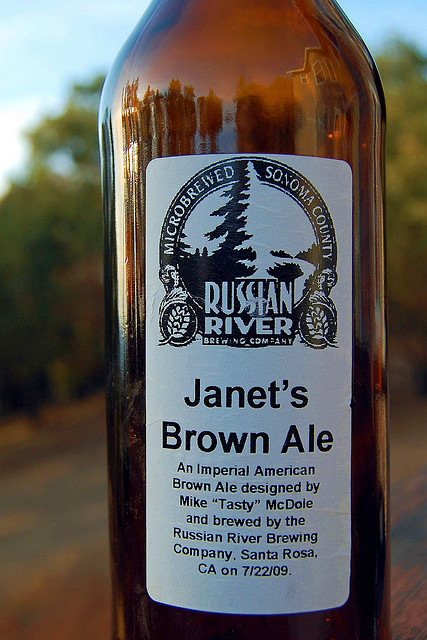 MICROBREWED SONOMA COUNTY
RUSSIAN
RIVER
BREWING COMPANY
Janet's
Brown Ale
An Imperial American
Brown Ale designed by
Mike "Tasty" McDole
and brewed by the
Russian River Brewing
Company, Santa Rosa,
CA on 7/22/09.